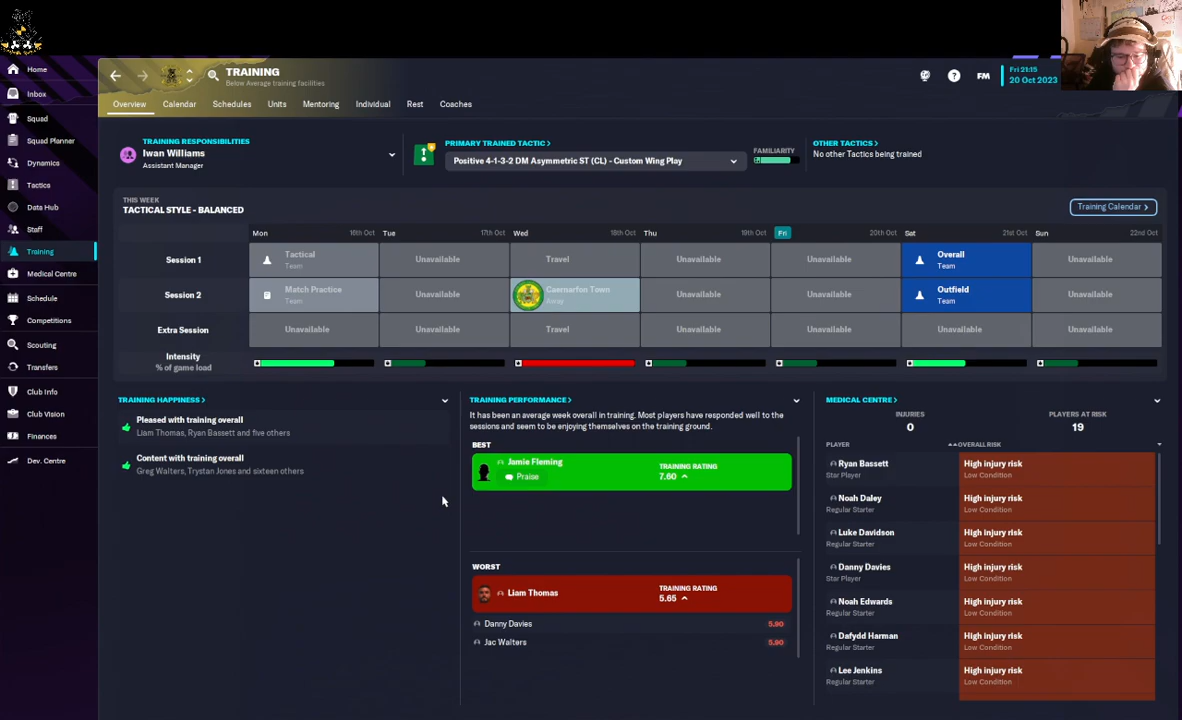 Home
Inbox
Squad
Squad Planner
Dynamics
Tactics
Data Hub
Staff
Training
Medical Centre
Schedule
Competitions
Scouting
Transfers
Club Info
Club Vision
Finances
Dev. Centre
TRAINING
Below Average training facilities
FM
Fri 21:15
20 Oct 2023
Overview Calendar Schedules Units Mentoring Individual Rest Coaches
TRAINING RESPONSIBILITIES
Iwan Williams
Assistant Manager
PRIMARY TRAINED TACTIC >
Positive 4-1-3-2 DM Asymmetric ST (CL) - Custom Wing Play
FAMILIARITY
OTHER TACTICS >
No other Tactics being trained
THIS WEEK
TACTICAL STYLE - BALANCED
Training Calendar >
Mon 16th Oct Tue 17th Oct Wed 18th Oct Thu 19th Oct Fri 20th Oct Sat 21st Oct Sun 22nd Oct
Session 1
Tactical
Team
Unavailable
Travel
Unavailable
Unavailable
Overall
Team
Unavailable
Session 2
Match Practice
Team
Unavailable
Caernarfon Town
Away
Unavailable
Unavailable
Outfield
Team
Unavailable
Extra Session
Unavailable
Unavailable
Travel
Unavailable
Unavailable
Unavailable
Unavailable
Intensity
% of game load
TRAINING HAPPINESS >
Pleased with training overall
Liam Thomas, Ryan Bassett and five others
Content with training overall
Greg Walters, Trystan Jones and sixteen others
TRAINING PERFORMANCE >
It has been an average week overall in training. Most players have responded well to the
sessions and seem to be enjoying themselves on the training ground.
BEST
Jamie Fleming
Praise
TRAINING RATING
7.60
WORST
Liam Thomas
TRAINING RATING
5.65
Danny Davies 5.90
Jac Walters 5.90
MEDICAL CENTRE >
INJURIES
0
PLAYERS AT RISK
19
PLAYER OVERALL RISK
Ryan Bassett
Star Player
High injury risk
Low Condition
Noah Daley
Regular Starter
High injury risk
Low Condition
Luke Davidson
Regular Starter
High injury risk
Low Condition
Danny Davies
Star Player
High injury risk
Low Condition
Noah Edwards
Regular Starter
High injury risk
Low Condition
Dafydd Harman
Regular Starter
High injury risk
Low Condition
Lee Jenkins
Regular Starter
High injury risk
Low Condition